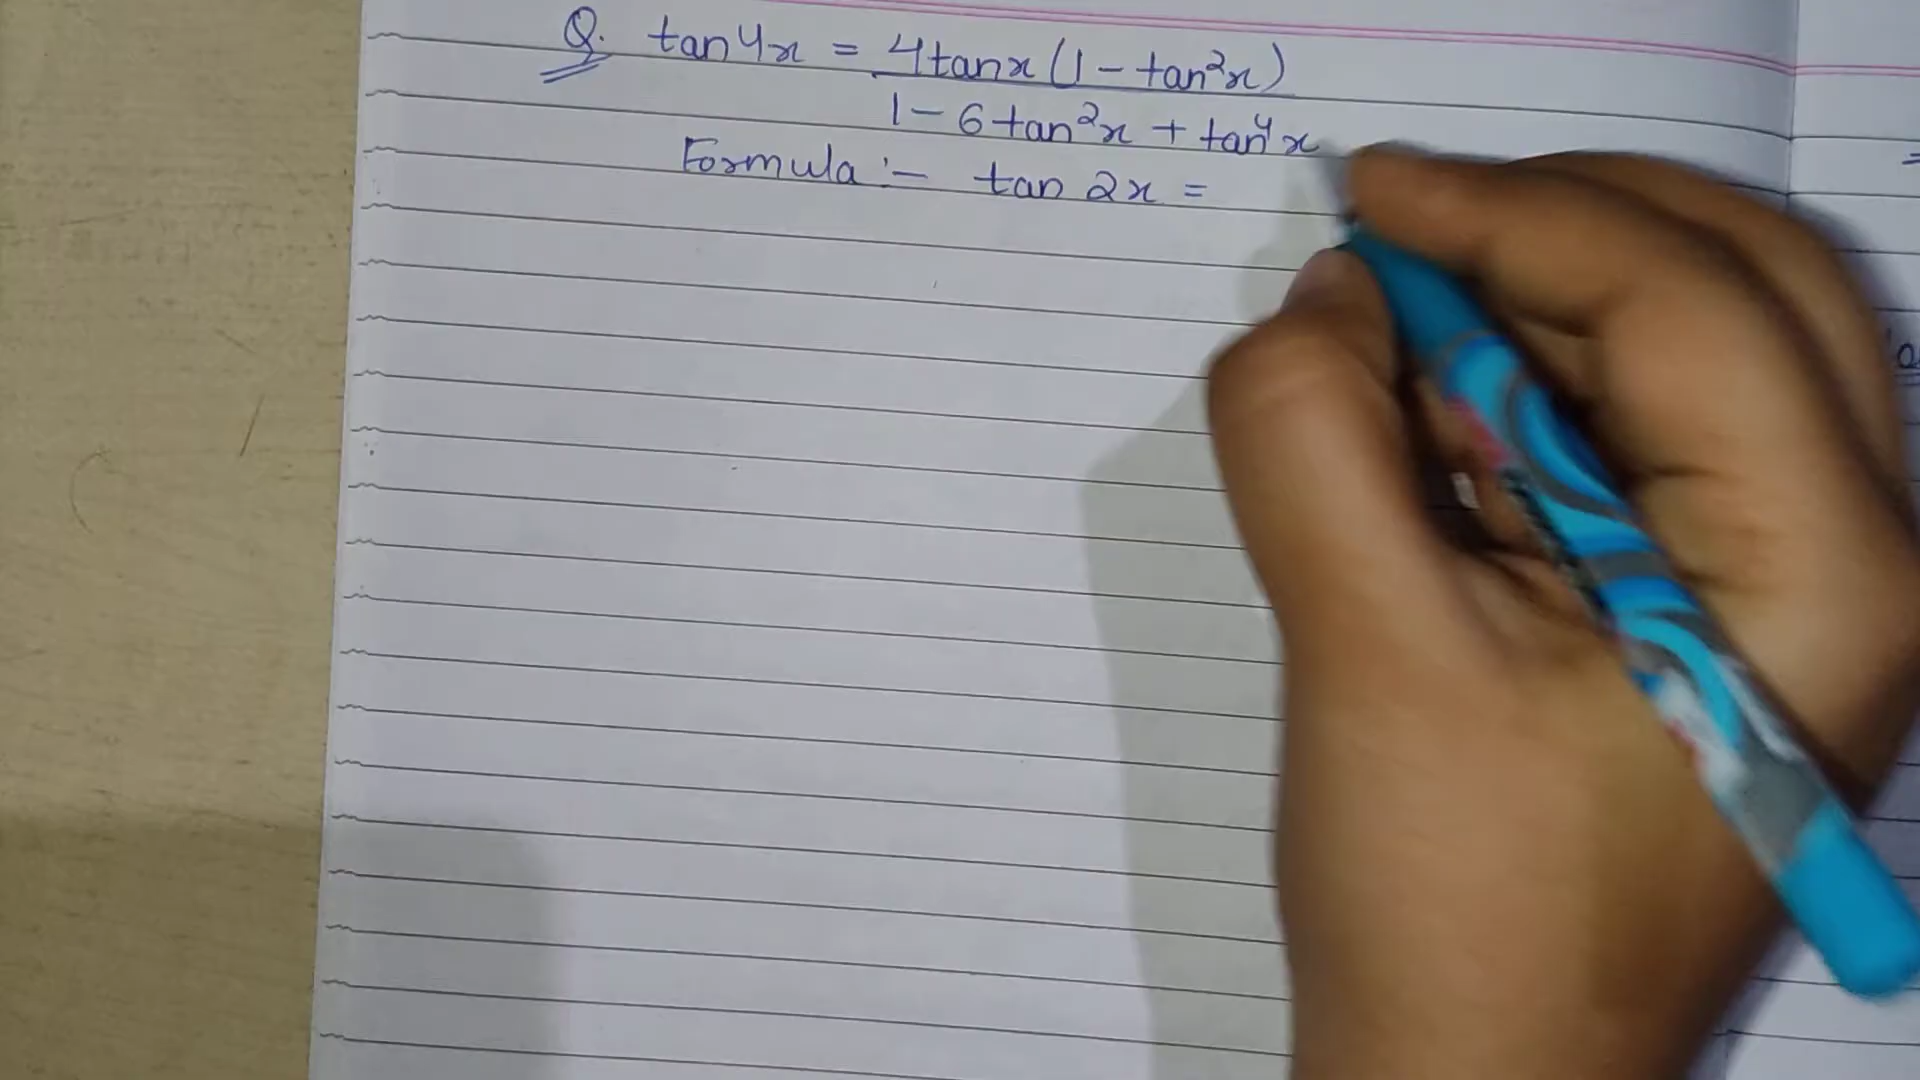 Q. tan4x = 4tanx(1 - tan²x)
1 - 6tan²x + tan⁴x
Formula :- tan 2x =
=